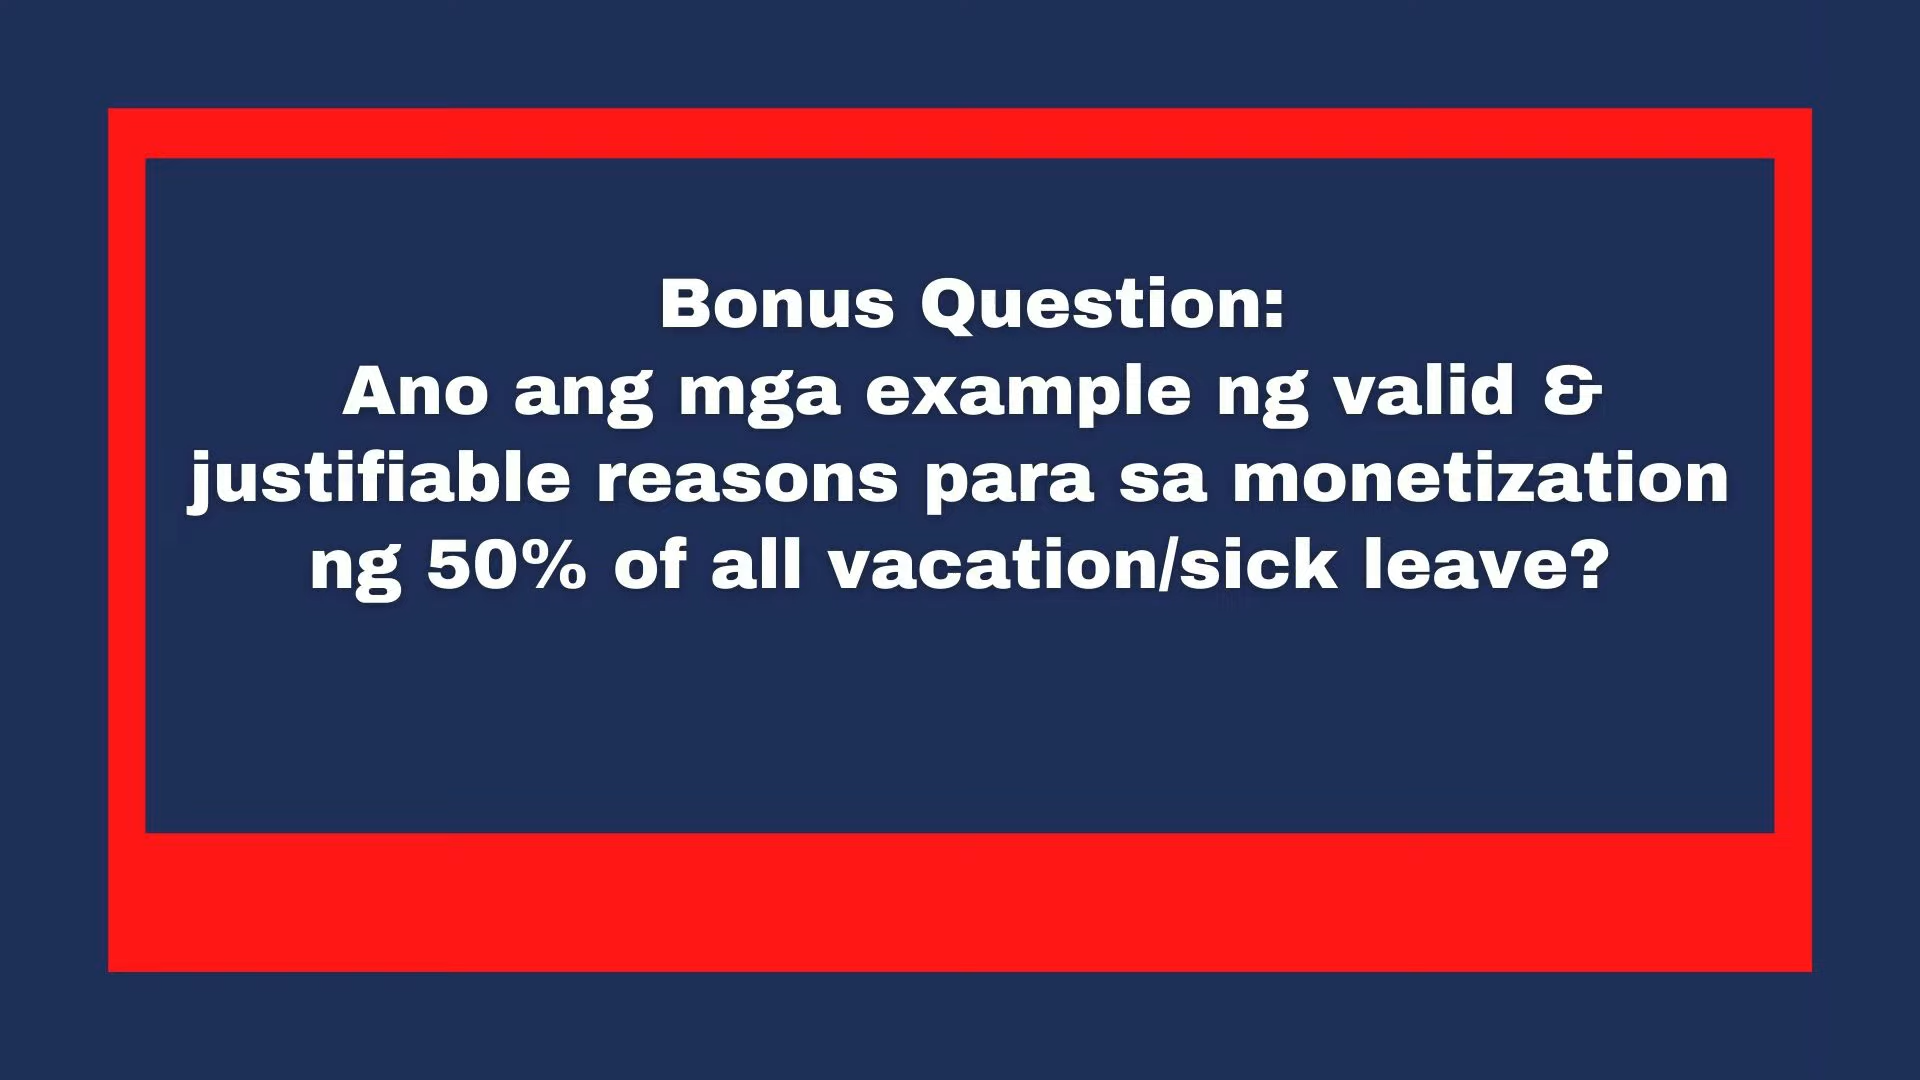 Bonus Question:
Ano ang mga example ng valid &
justifiable reasons para sa monetization
ng 50% of all vacation/sick leave?